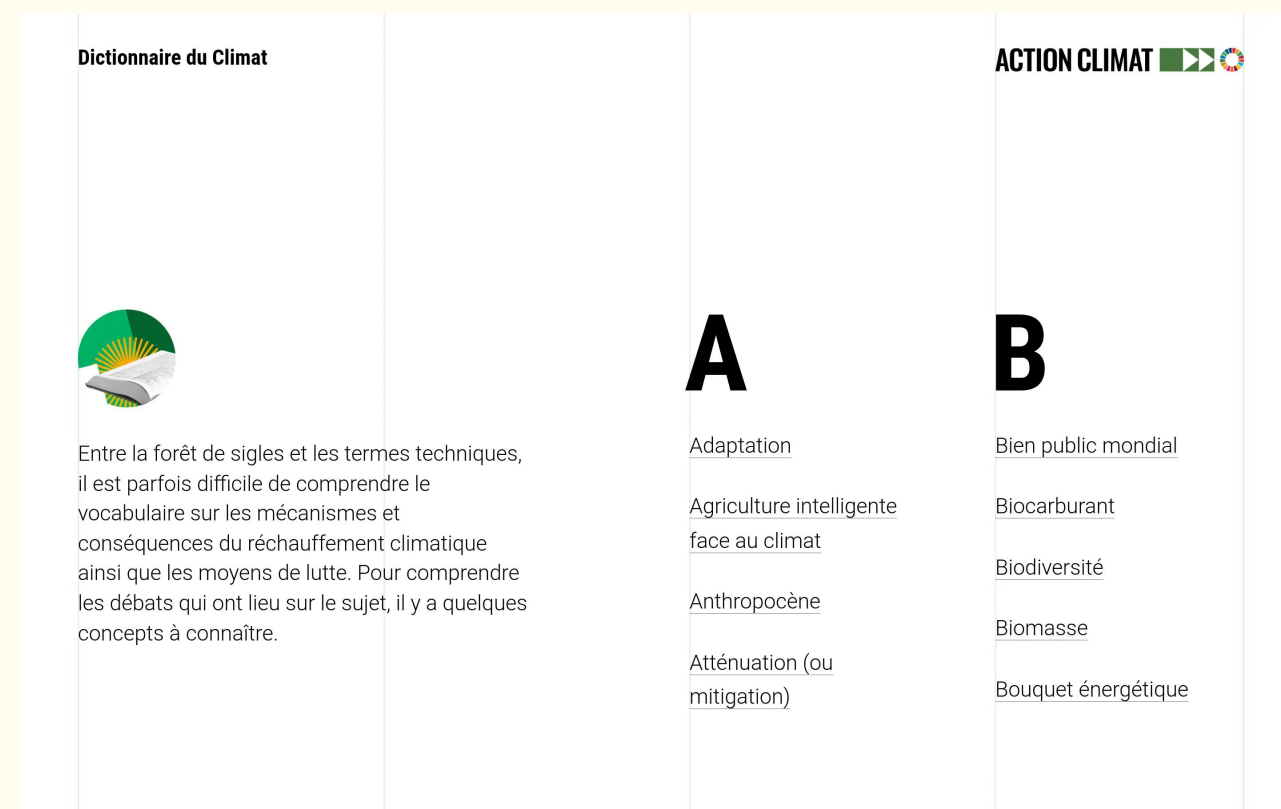 Dictionnaire du Climat
ACTION CLIMAT
Entre la forêt de sigles et les termes techniques,
il est parfois difficile de comprendre le
vocabulaire sur les mécanismes et
conséquences du réchauffement climatique
ainsi que les moyens de lutte. Pour comprendre
les débats qui ont lieu sur le sujet, il y a quelques
concepts à connaître.
A
Adaptation
Agriculture intelligente
face au climat
Anthropocène
Atténuation (ou
mitigation)
B
Bien public mondial
Biocarburant
Biodiversité
Biomasse
Bouquet énergétique